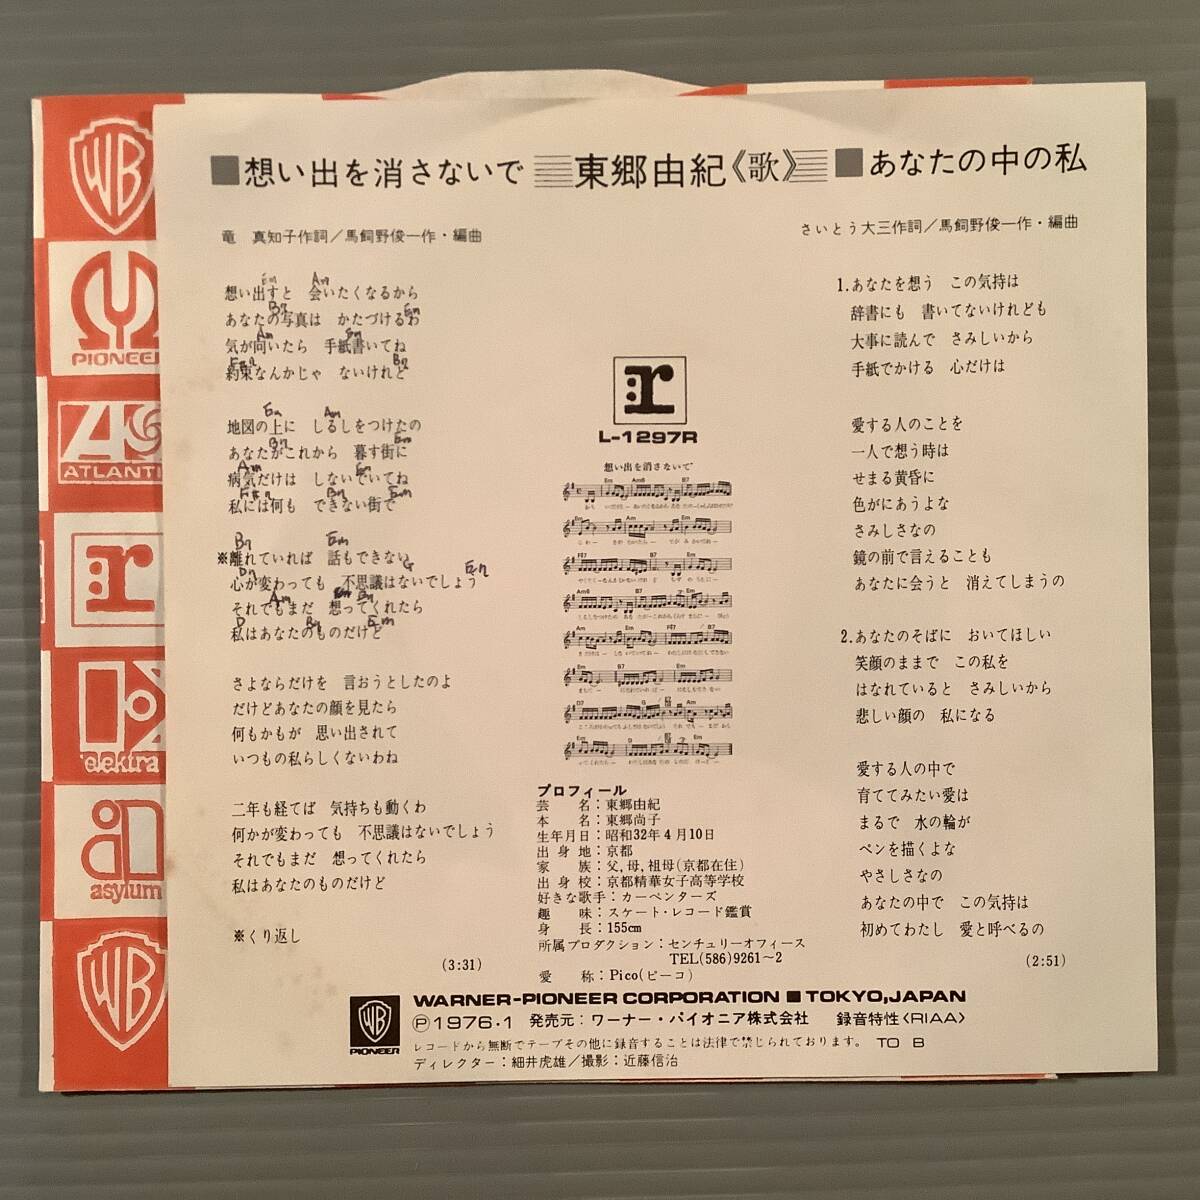 WB
PIONEER
ATLANTI
r
elektra
asylum
WB
■想い出を消さないで
東郷由紀《歌》
■あなたの中の私
竜 真知子作詞/馬飼野俊一作・編曲
想い出すと 会いたくなるから
あなたの写真は かたづけるわ
気が向いたら 手紙書いてね
約束なんかじゃ ないけれど
地図の上に しるしをつけたの
あなたがこれから 暮す街に
病気だけは しないでいてね
私には何も できない街で
※離れていれば 話もできない
心が変わっても 不思議はないでしょう
それでもまだ 想ってくれたら
私はあなたのものだけど
さよならだけを 言おうとしたのよ
だけどあなたの顔を見たら
何もかもが 思い出されて
いつもの私らしくないわね
二年も経てば 気持ちも動くわ
何かが変わっても 不思議はないでしょう
それでもまだ 想ってくれたら
私はあなたのものだけど
※くり返し
(3:31)
r
L-1297R
想い出を消さないで
プロフィール
芸 名:東郷由紀
本 名:東郷尚子
生年月日:昭和32年4月10日
出身地:京都
家 族:父,母,祖母(京都在住)
出身校:京都精華女子高等学校
好きな歌手:カーペンターズ
趣 味:スケート・レコード鑑賞
身 長:155cm
所属プロダクション:センチュリーオフィース
TEL(586)9261〜2
愛 称:Pico(ピーコ)
さいとう大三作詞/馬飼野俊一作・編曲
1.あなたを想う この気持は
辞書にも 書いてないけれども
大事に読んで さみしいから
手紙でかける 心だけは
愛する人のことを
一人で想う時は
せまる黄昏に
色がにあうよな
さみしさなの
鏡の前で言えることも
あなたに会うと 消えてしまうの
2.あなたのそばに おいてほしい
笑顔のままで この私を
はなれていると さみしいから
悲しい顔の 私になる
愛する人の中で
育ててみたい愛は
まるで 水の輪が
ペンを描くよな
やさしさなの
あなたの中で この気持は
初めてわたし 愛と呼べるの
(2:51)
WB
PIONEER
WARNER-PIONEER CORPORATION ■ TOKYO,JAPAN
Ⓟ1976・1 発売元:ワーナー・パイオニア株式会社 録音特性〈RIAA〉
レコードから無断でテープその他に録音することは法律で禁じられております。 TO B
ディレクター:細井虎雄/撮影:近藤信治